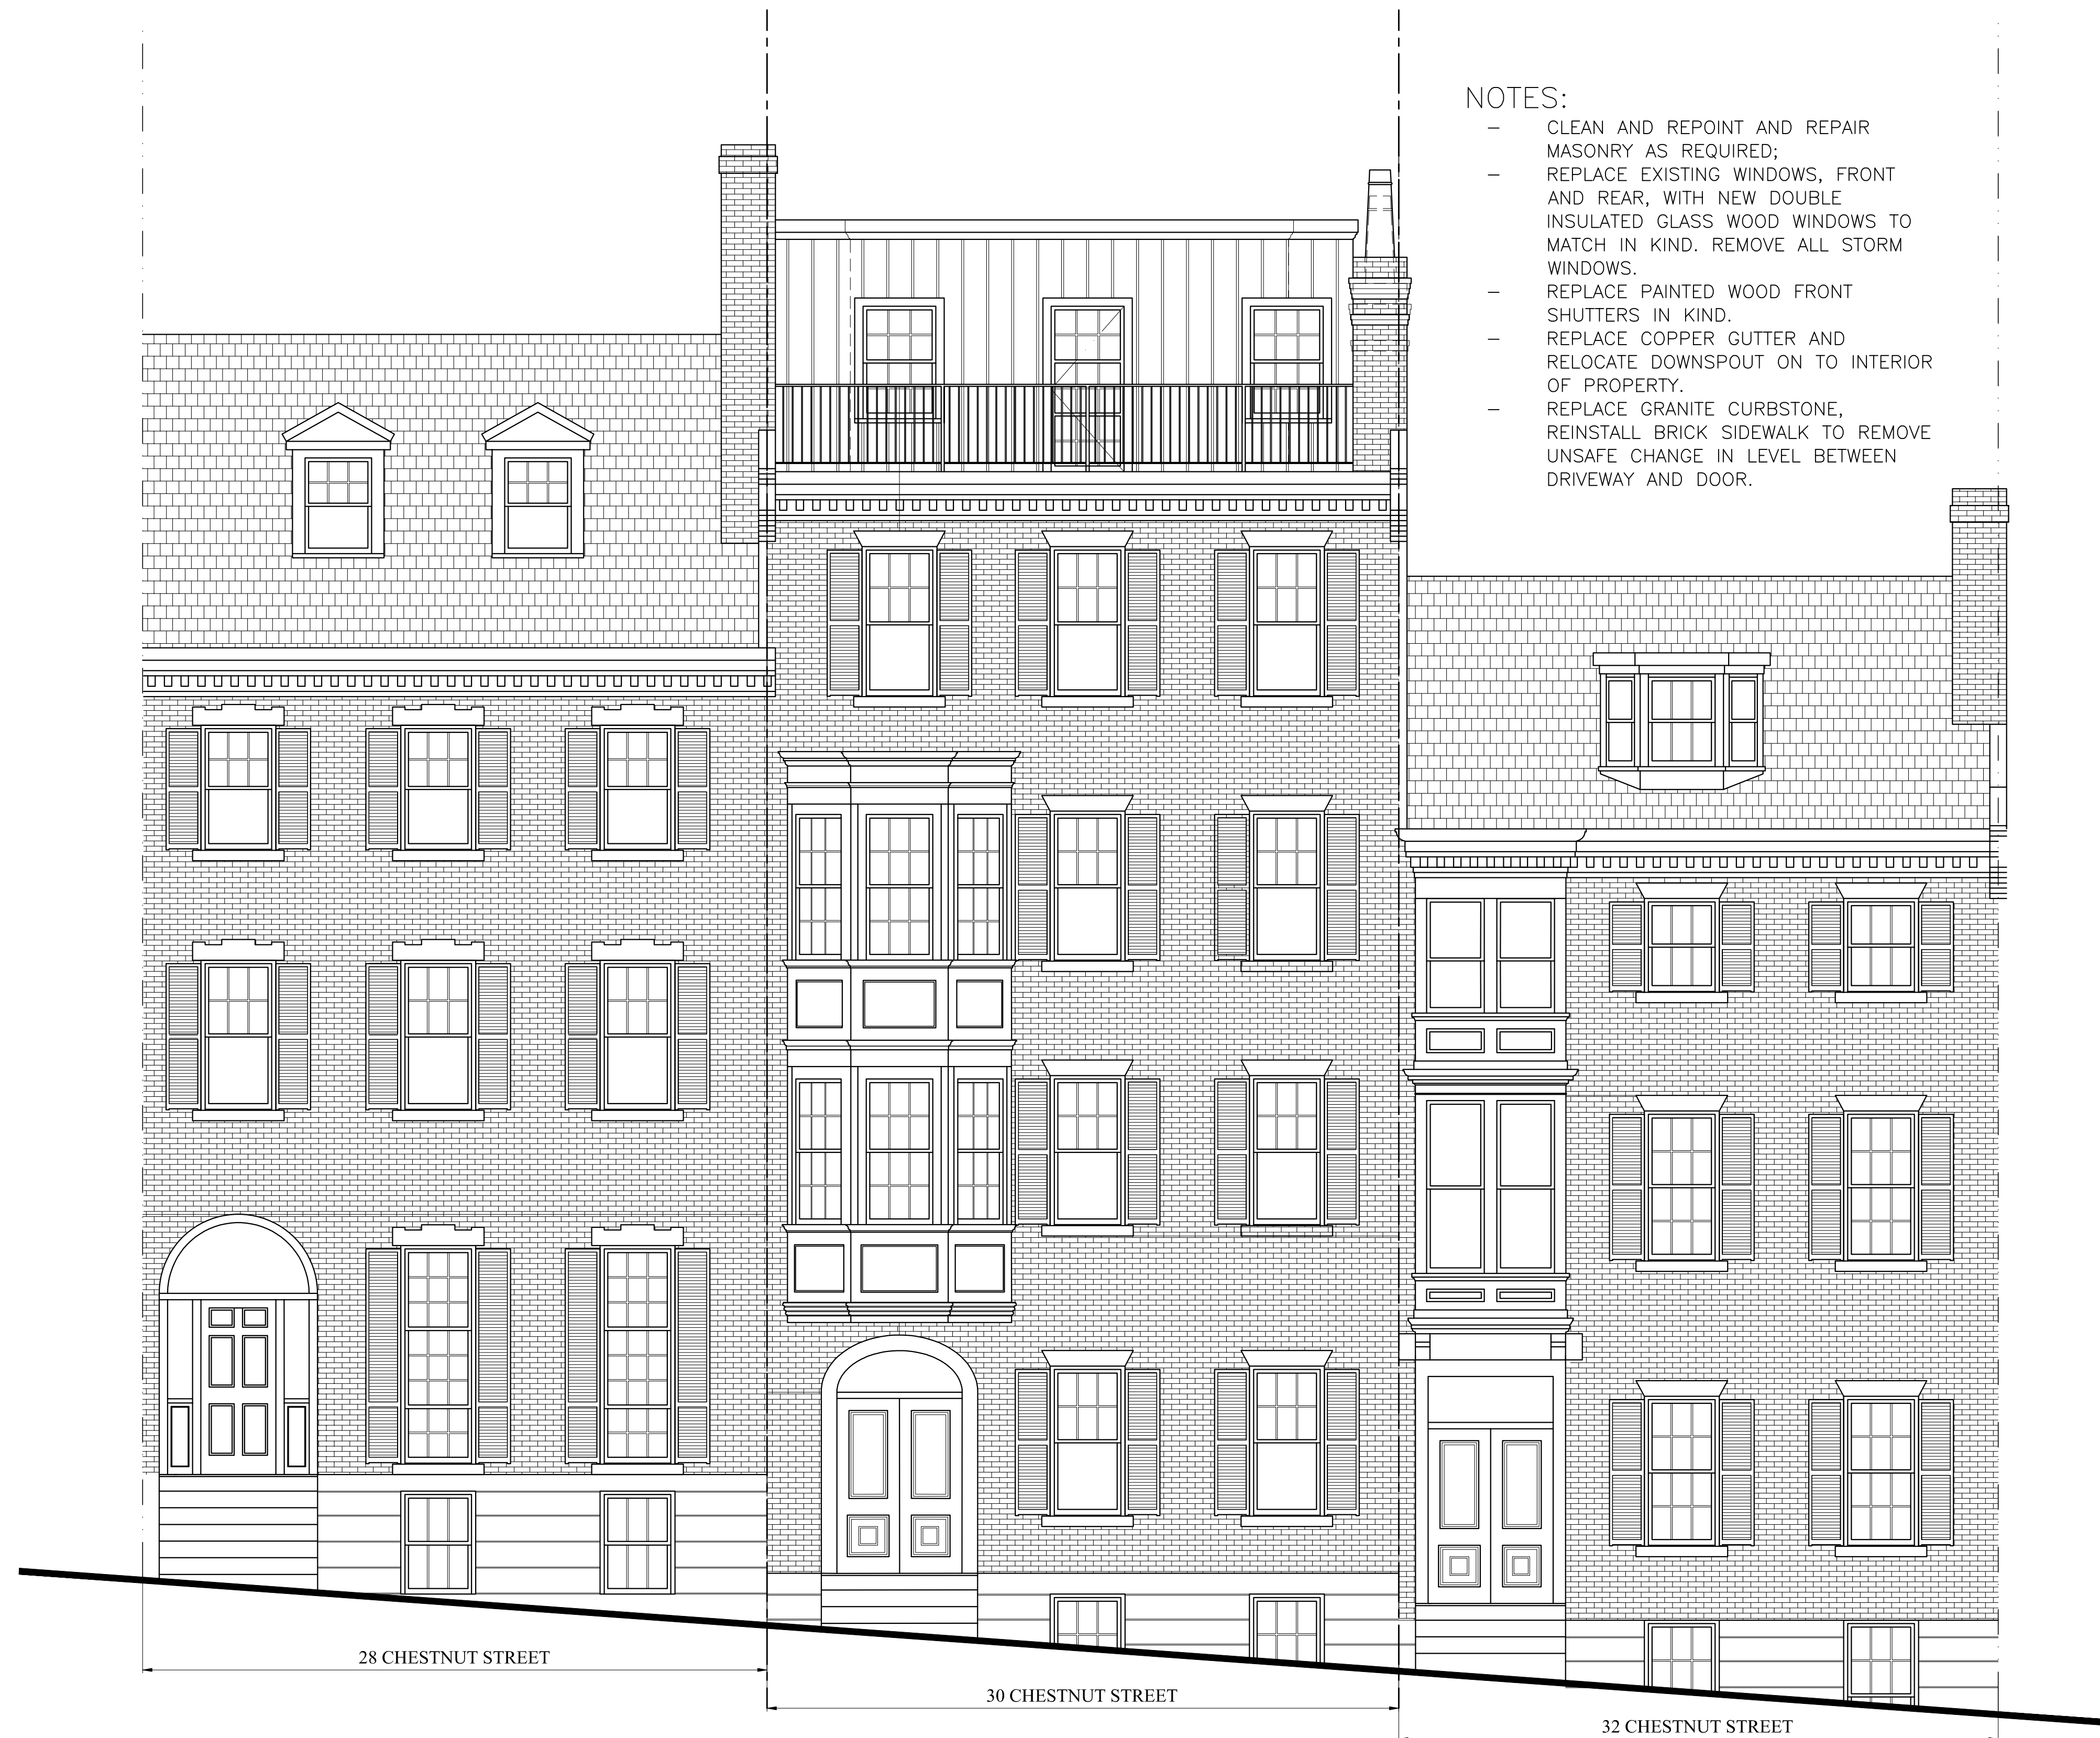 NOTES:
– CLEAN AND REPOINT AND REPAIR
MASONRY AS REQUIRED;
– REPLACE EXISTING WINDOWS, FRONT
AND REAR, WITH NEW DOUBLE
INSULATED GLASS WOOD WINDOWS TO
MATCH IN KIND. REMOVE ALL STORM
WINDOWS.
– REPLACE PAINTED WOOD FRONT
SHUTTERS IN KIND.
– REPLACE COPPER GUTTER AND
RELOCATE DOWNSPOUT ON TO INTERIOR
OF PROPERTY.
– REPLACE GRANITE CURBSTONE,
REINSTALL BRICK SIDEWALK TO REMOVE
UNSAFE CHANGE IN LEVEL BETWEEN
DRIVEWAY AND DOOR.
28 CHESTNUT STREET
30 CHESTNUT STREET
32 CHESTNUT STREET